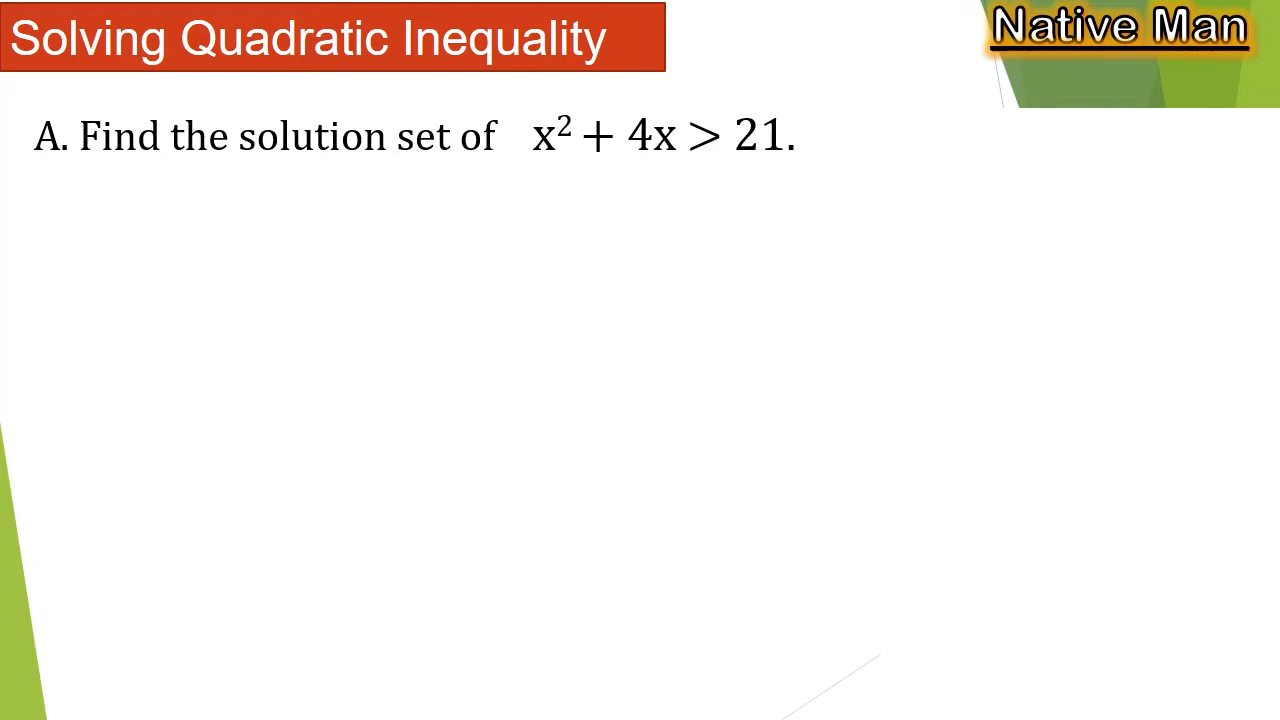 Solving Quadratic Inequality
Native Man
A. Find the solution set of x² + 4x > 21.